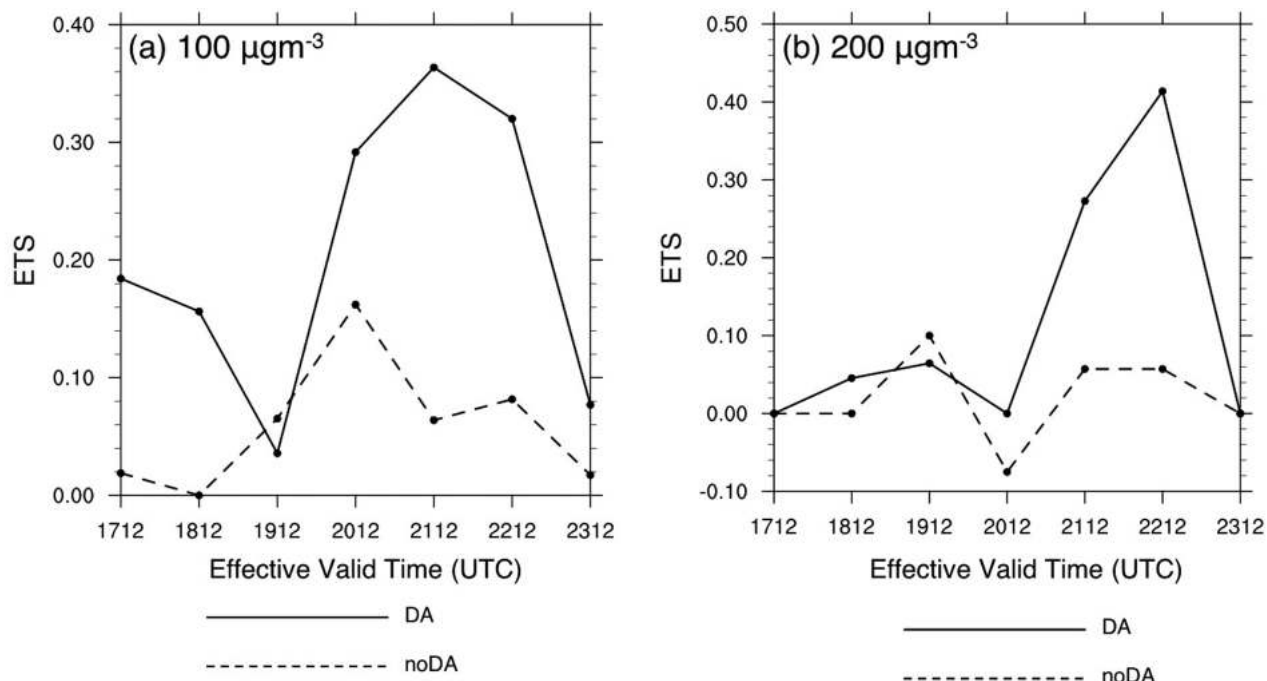 (a) 100 µgm-3
0.40
0.30
0.20
0.10
0.00
ETS
1712 1812 1912 2012 2112 2212 2312
Effective Valid Time (UTC)
DA
noDA
(b) 200 µgm-3
0.50
0.40
0.30
0.20
0.10
0.00
-0.10
ETS
1712 1812 1912 2012 2112 2212 2312
Effective Valid Time (UTC)
DA
noDA